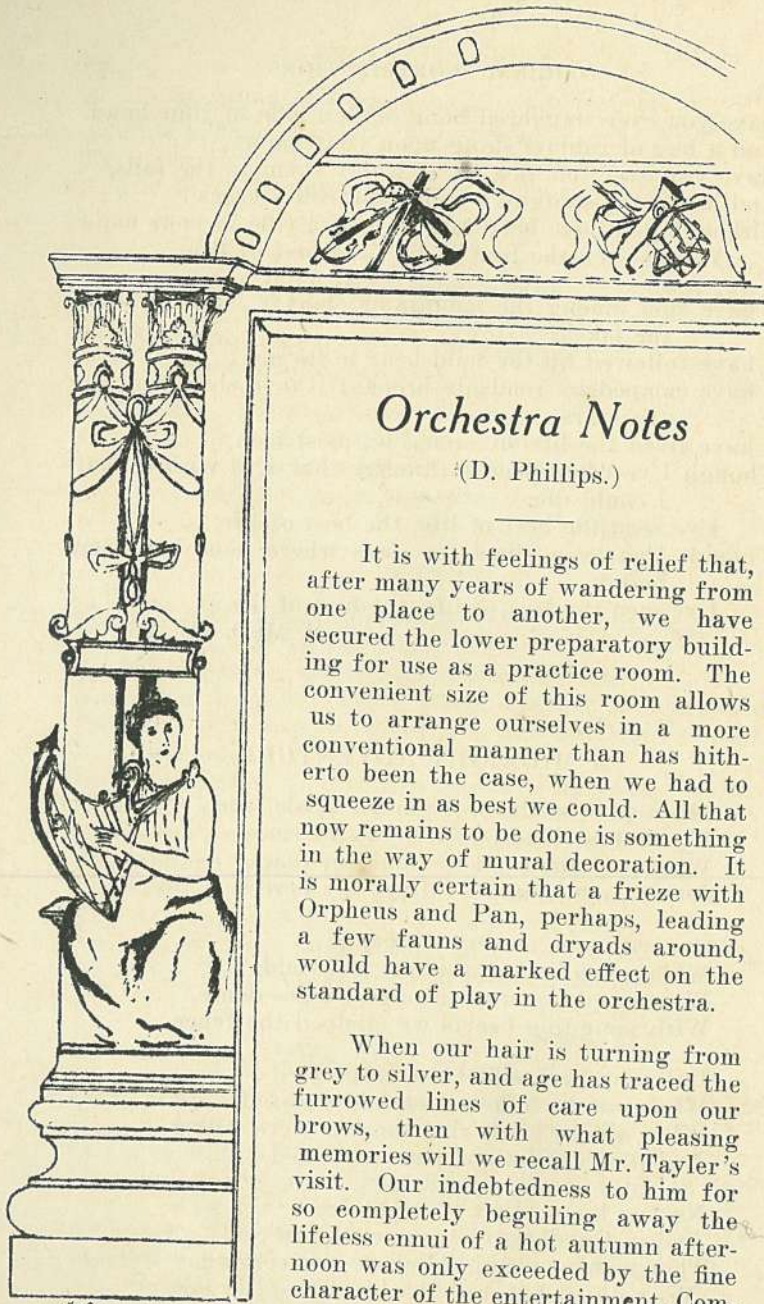 Orchestra Notes
(D. Phillips.)
It is with feelings of relief that,
after many years of wandering from
one place to another, we have
secured the lower preparatory build-
ing for use as a practice room. The
convenient size of this room allows
us to arrange ourselves in a more
conventional manner than has hith-
erto been the case, when we had to
squeeze in as best we could. All that
now remains to be done is something
in the way of mural decoration. It
is morally certain that a frieze with
Orpheus and Pan, perhaps, leading
a few fauns and dryads around,
would have a marked effect on the
standard of play in the orchestra.
When our hair is turning from
grey to silver, and age has traced the
furrowed lines of care upon our
brows, then with what pleasing
memories will we recall Mr. Tayler's
visit. Our indebtedness to him for
so completely beguiling away the
lifeless ennui of a hot autumn after-
noon was only exceeded by the fine
character of the entertainment. Com-